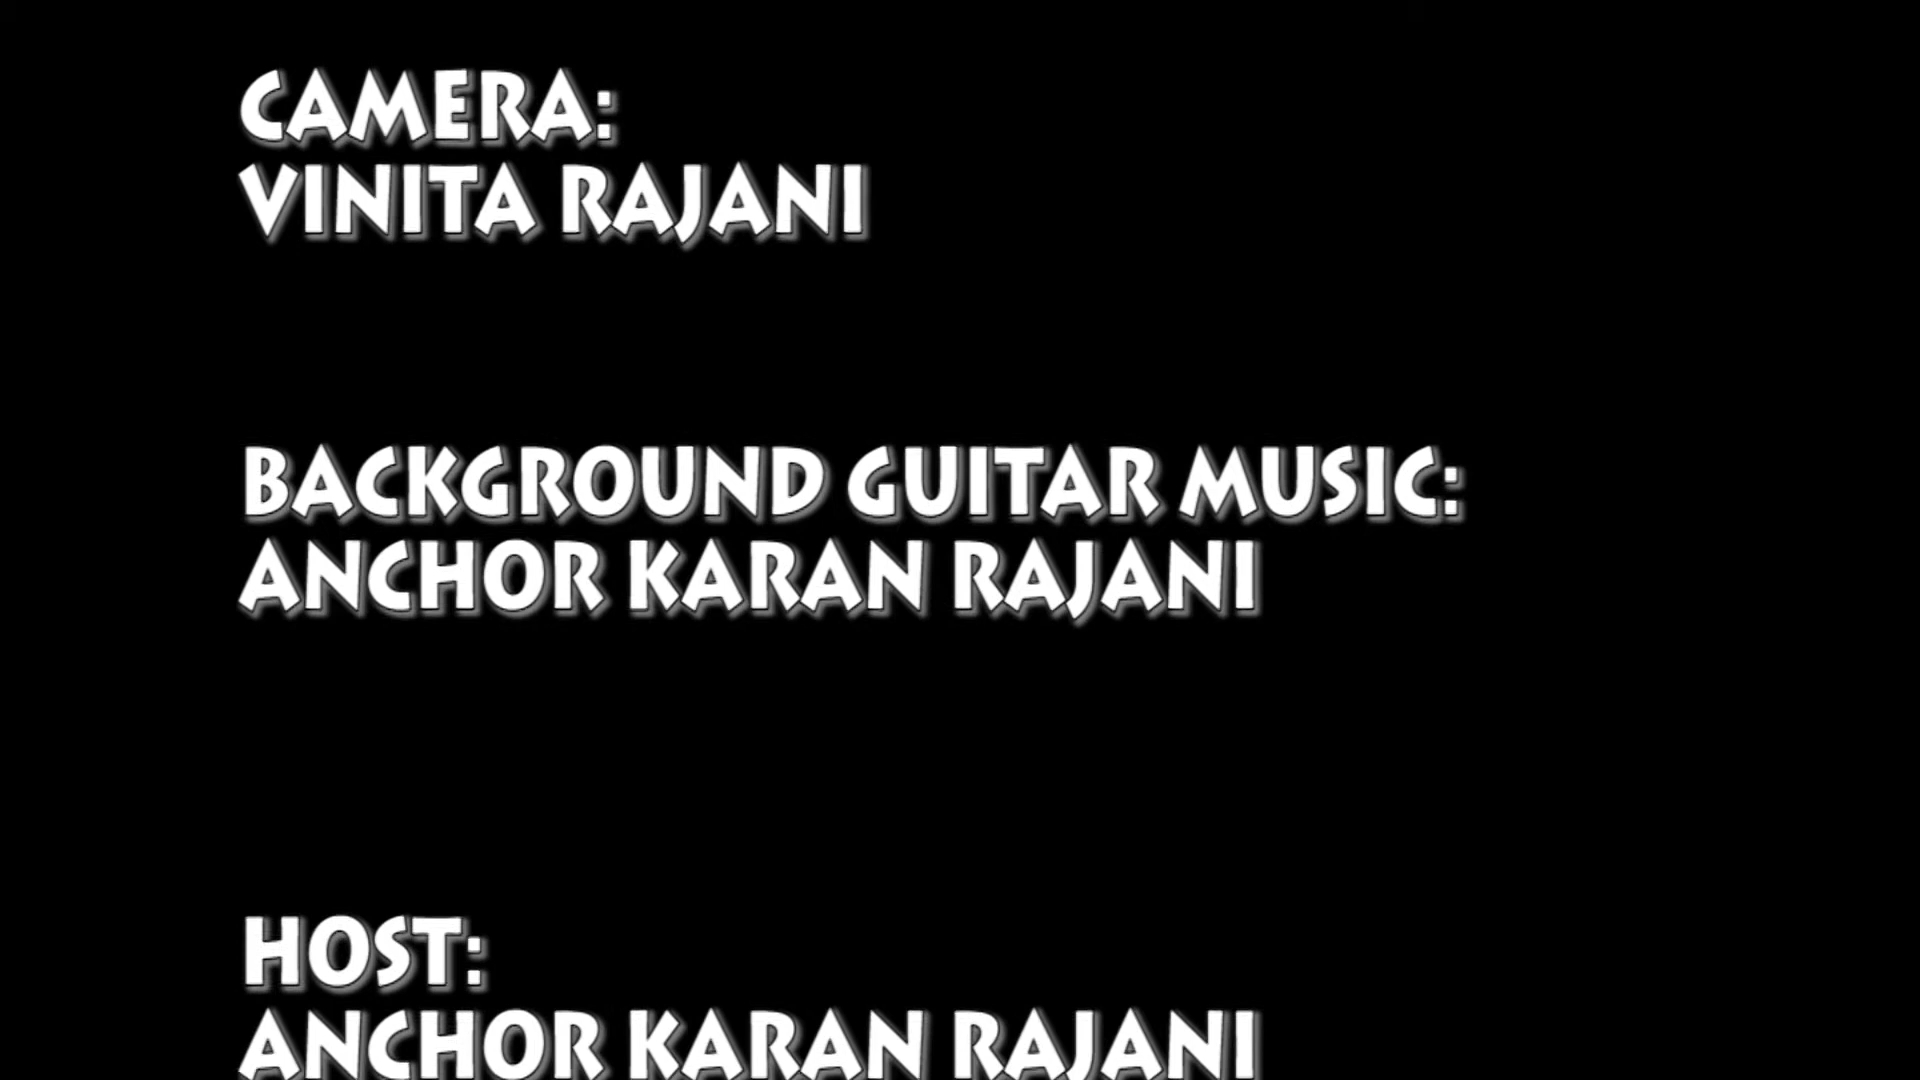 CAMERA:
VINITA RAJANI
BACKGROUND GUITAR MUSIC:
ANCHOR KARAN RAJANI
HOST:
ANCHOR KARAN RAJANI